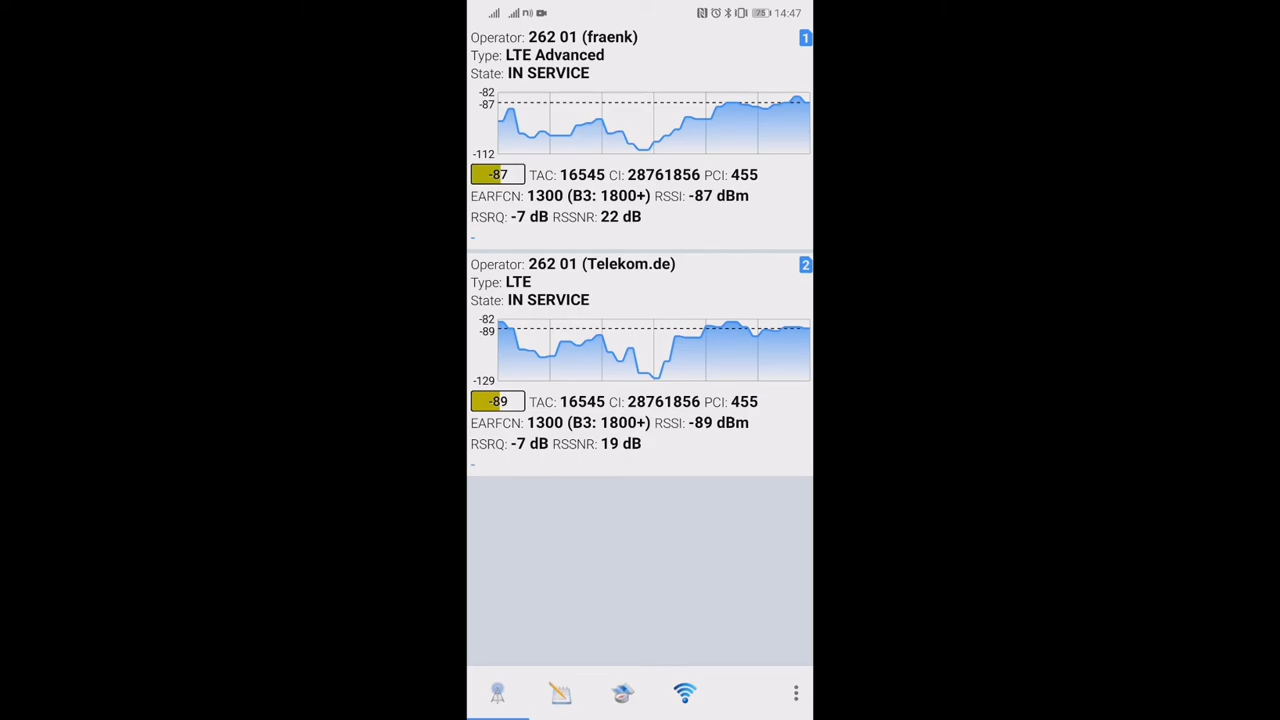 75 14:47
Operator: 262 01 (fraenk) 1
Type: LTE Advanced
State: IN SERVICE
-82
-87
-112
-87 TAC: 16545 CI: 28761856 PCI: 455
EARFCN: 1300 (B3: 1800+) RSSI: -87 dBm
RSRQ: -7 dB RSSNR: 22 dB
-
Operator: 262 01 (Telekom.de) 2
Type: LTE
State: IN SERVICE
-82
-89
-129
-89 TAC: 16545 CI: 28761856 PCI: 455
EARFCN: 1300 (B3: 1800+) RSSI: -89 dBm
RSRQ: -7 dB RSSNR: 19 dB
-